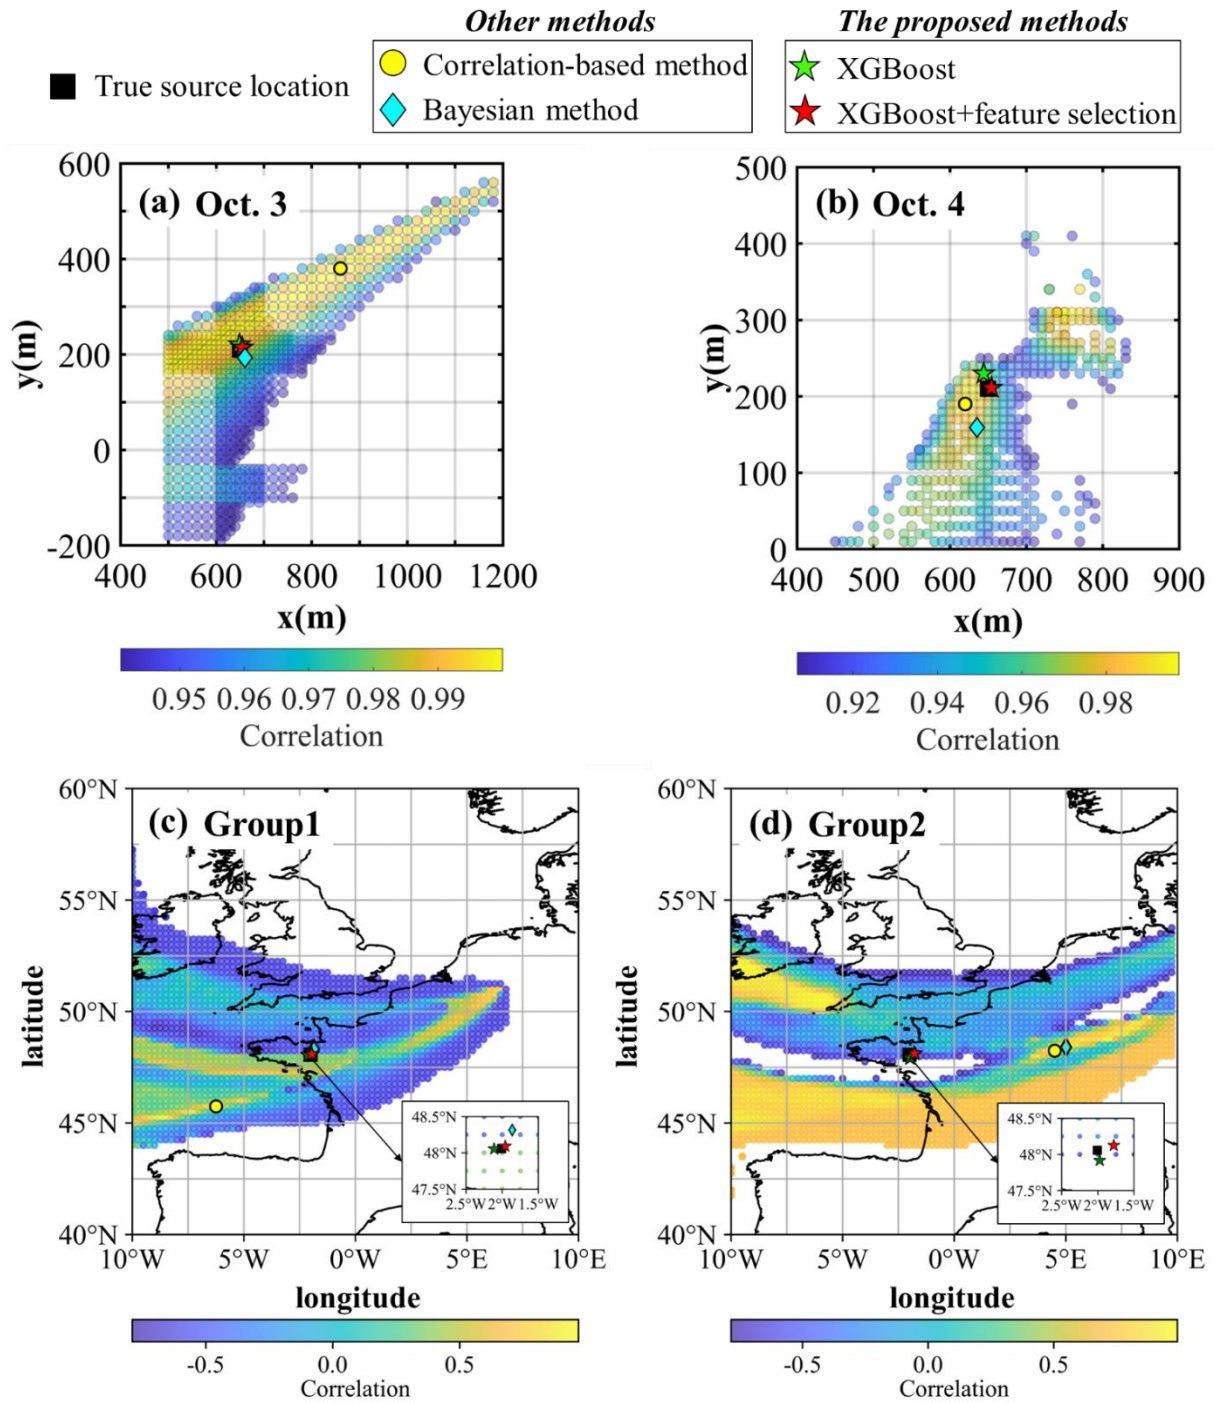 Other methods
The proposed methods
True source location
Correlation-based method
Bayesian method
XGBoost
XGBoost+feature selection
(a) Oct. 3
600
400
200
0
-200
y(m)
400 600 800 1000 1200
x(m)
0.95 0.96 0.97 0.98 0.99
Correlation
(b) Oct. 4
500
400
300
200
100
0
y(m)
400 500 600 700 800 900
x(m)
0.92 0.94 0.96 0.98
Correlation
(c) Group1
60°N
55°N
50°N
45°N
40°N
latitude
48.5°N
48°N
47.5°N
2.5°W 2°W 1.5°W
10°W 5°W 0°W 5°E 10°E
longitude
-0.5 0.0 0.5
Correlation
(d) Group2
60°N
55°N
50°N
45°N
40°N
latitude
48.5°N
48°N
47.5°N
2.5°W 2°W 1.5°W
10°W 5°W 0°W 5°E 10°E
longitude
-0.5 0.0 0.5
Correlation